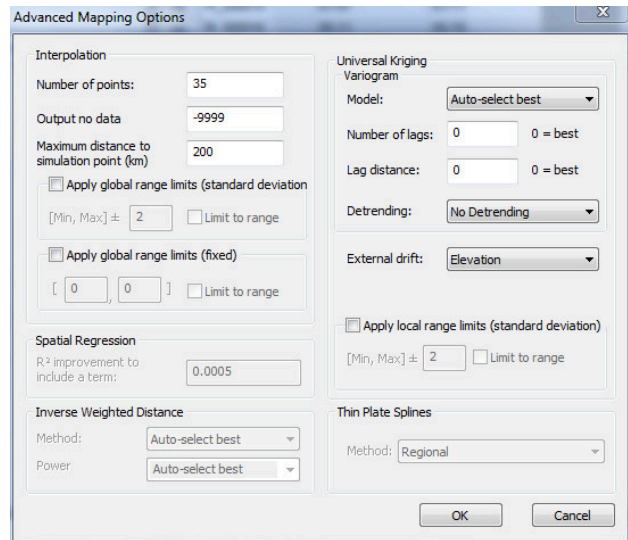 Advanced Mapping Options
X
Interpolation
Number of points: 35
Output no data -9999
Maximum distance to
simulation point (km) 200
Apply global range limits (standard deviation
[Min, Max] ± 2 Limit to range
Apply global range limits (fixed)
[ 0 , 0 ] Limit to range
Spatial Regression
R² improvement to
include a term: 0.0005
Inverse Weighted Distance
Method: Auto-select best
Power Auto-select best
Universal Kriging
Variogram
Model: Auto-select best
Number of lags: 0 0 = best
Lag distance: 0 0 = best
Detrending: No Detrending
External drift: Elevation
Apply local range limits (standard deviation)
[Min, Max] ± 2 Limit to range
Thin Plate Splines
Method: Regional
OK Cancel